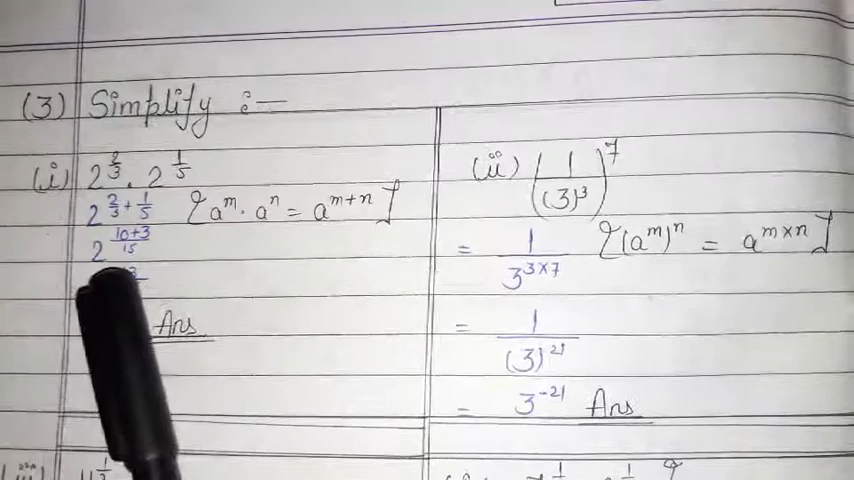 (3) Simplify :—
(i) 2^{2/3} . 2^{1/5}
2^{2/3 + 1/5} [a^m . a^n = a^{m+n}]
2^{10+3/15}
Ans
(ii) (1/(3)^3)^7
= 1/3^{3×7} [(a^m)^n = a^{m×n}]
= 1/(3)^{21}
= 3^{-21} Ans